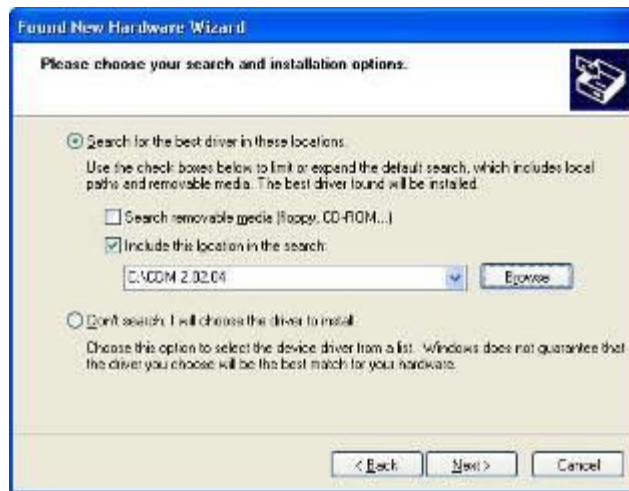 Found New Hardware Wizard
Please choose your search and installation options.
Search for the best driver in these locations.
Use the check boxes below to limit or expand the default search, which includes local
paths and removable media. The best driver found will be installed.
Search removable media (floppy, CD-ROM...)
Include this location in the search:
C:\CDM 2.02.04
Browse
Don't search. I will choose the driver to install.
Choose this option to select the device driver from a list. Windows does not guarantee that
the driver you choose will be the best match for your hardware.
< Back
Next >
Cancel